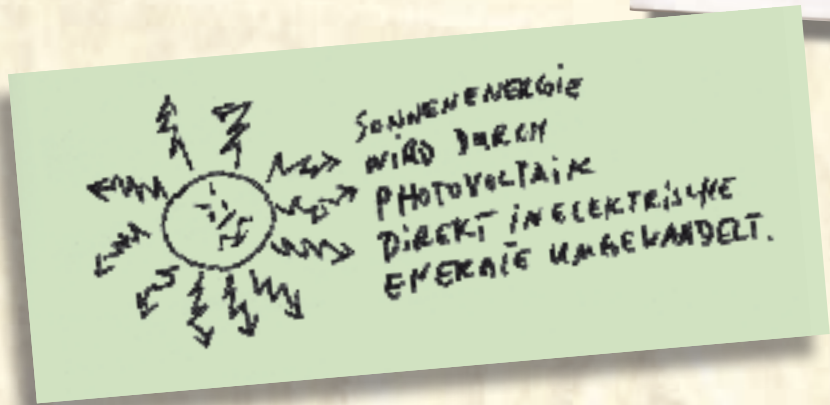 SONNENENERGiE
WiRD DURCH
PHOTOVOLTAiK
DiREKT iN ELEKTRiSCHE
ENERGiE UMGEWANDELT.